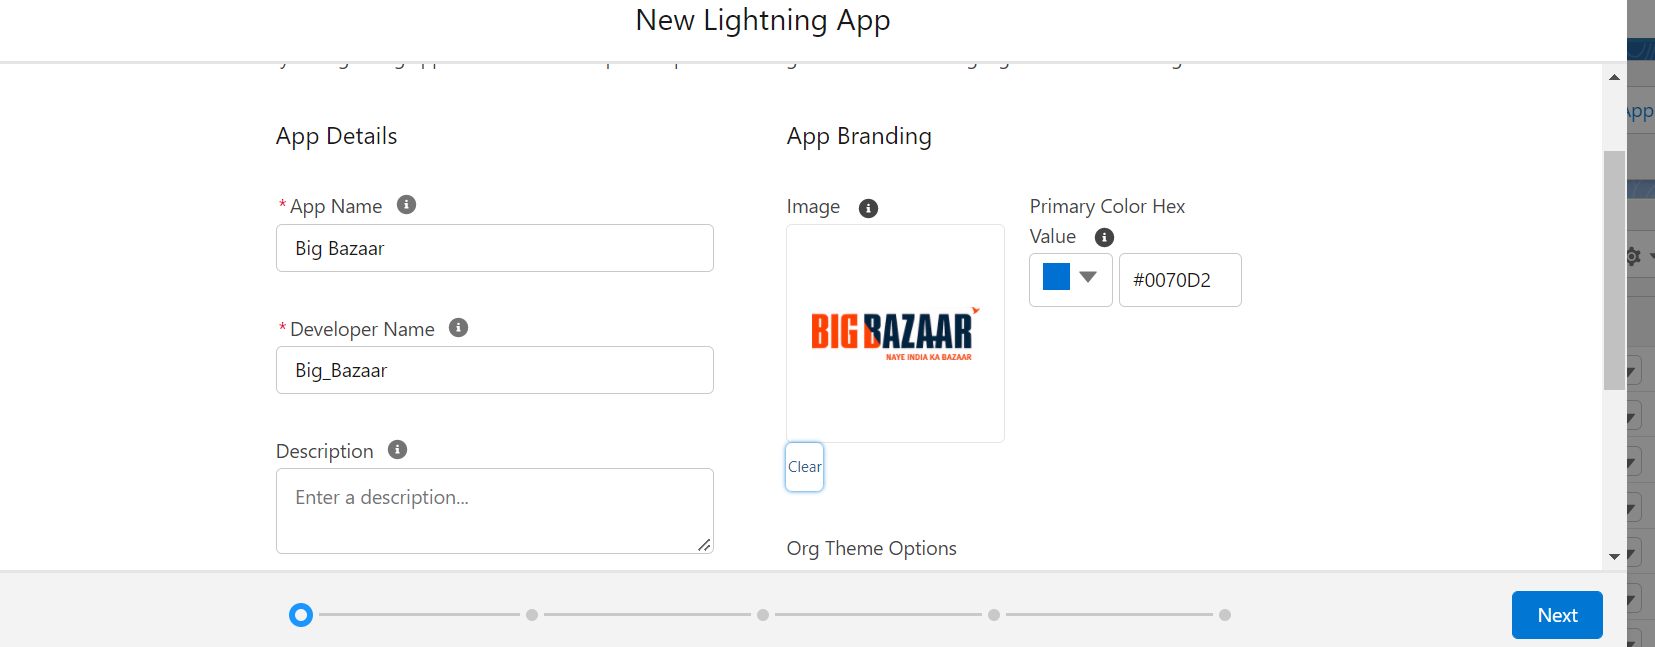 New Lightning App
App Details
* App Name
Big Bazaar
* Developer Name
Big_Bazaar
Description
Enter a description...
App Branding
Image
BIG BAZAAR
NAYE INDIA KA BAZAAR
Clear
Primary Color Hex
Value
#0070D2
Org Theme Options
Next
App